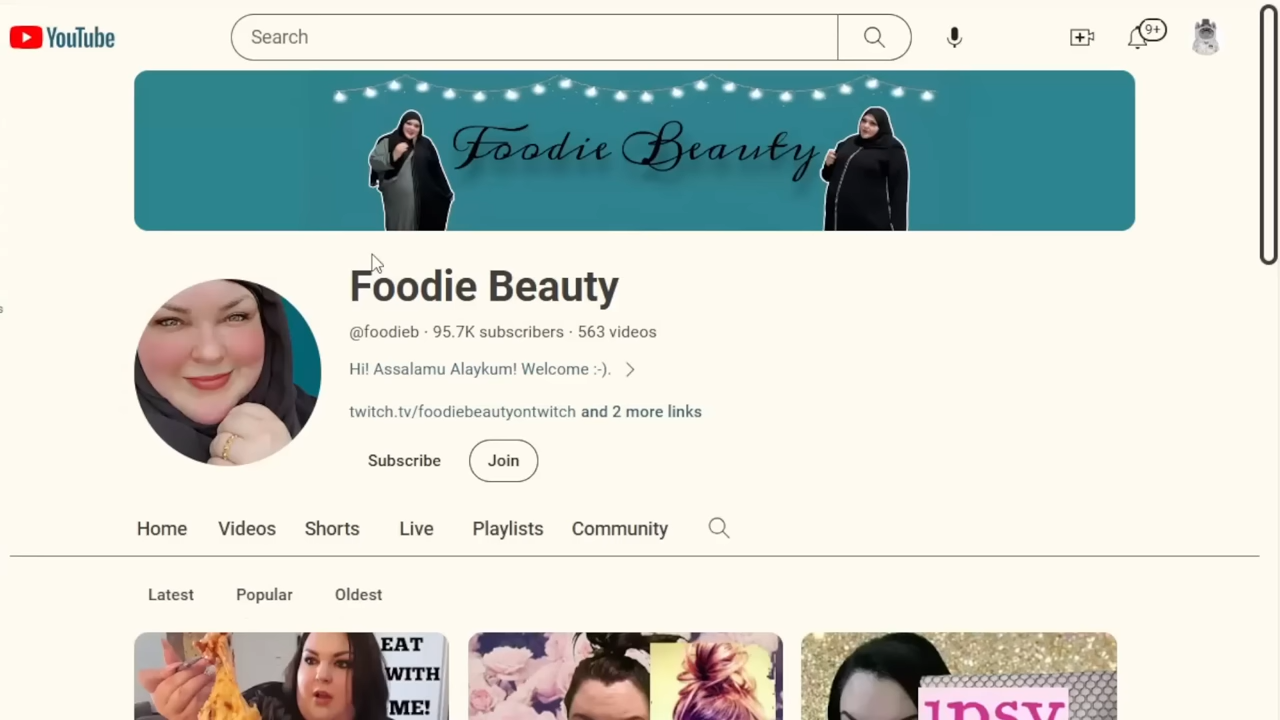 YouTube
Search
9+
Foodie Beauty
Foodie Beauty
@foodieb · 95.7K subscribers · 563 videos
Hi! Assalamu Alaykum! Welcome :-).
twitch.tv/foodiebeautyontwitch and 2 more links
Subscribe Join
Home Videos Shorts Live Playlists Community
Latest Popular Oldest
EAT
WITH
ME!
ipsy